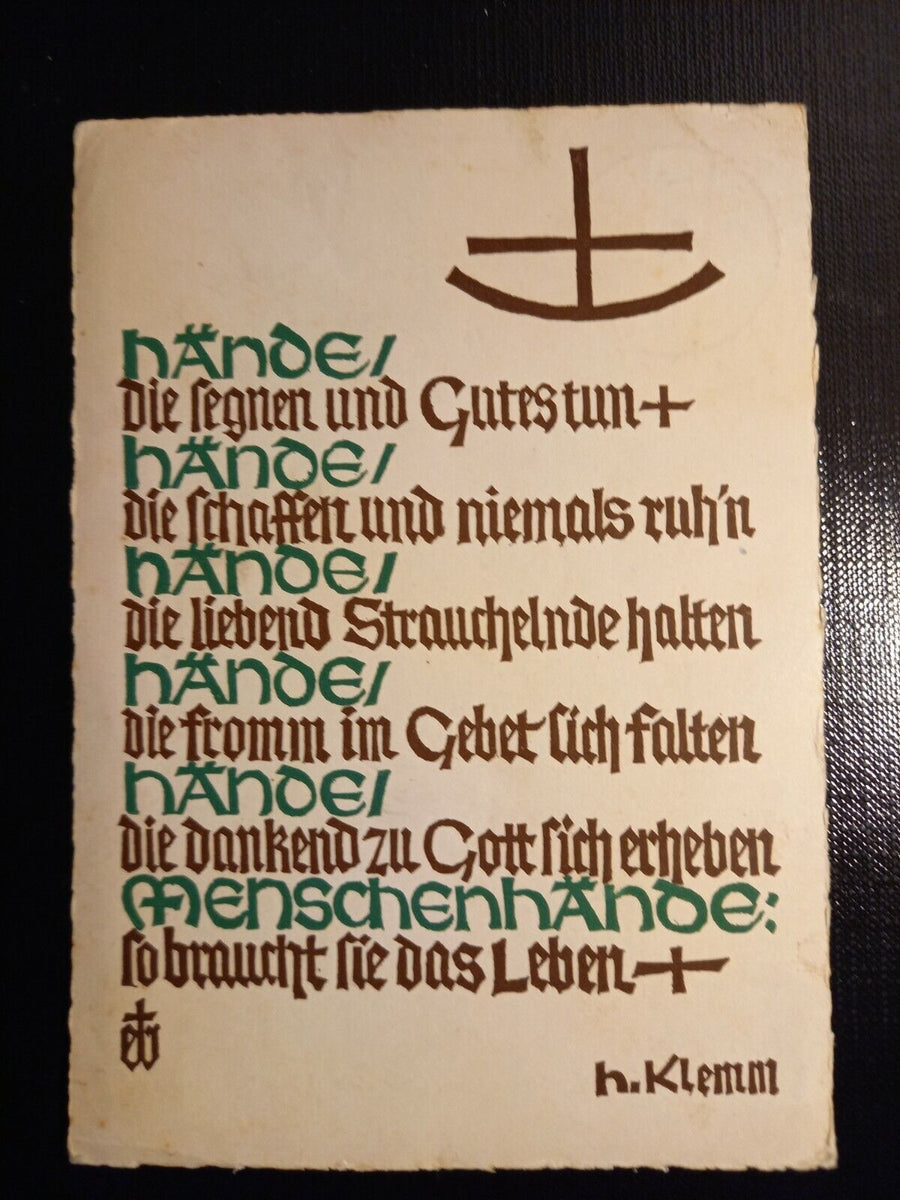 HÄNDE/
die segnen und Gutes tun+
HÄNDE/
die schaffen und niemals ruh'n
HÄNDE/
die liebend Strauchelnde halten
HÄNDE/
die fromm im Gebet sich falten
HÄNDE/
die dankend zu Gott sich erheben
MENSCHENHÄNDE:
so braucht sie das Leben+
h. Klemm